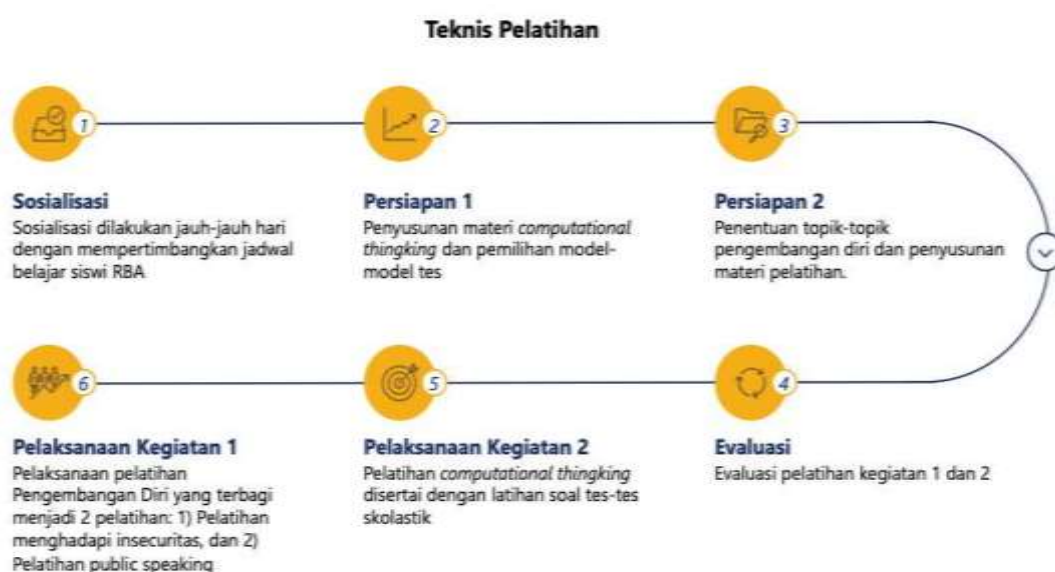 Teknis Pelatihan
1
2
3
Sosialisasi
Sosialisasi dilakukan jauh-jauh hari
dengan mempertimbangkan jadwal
belajar siswi RBA
Persiapan 1
Penyusunan materi computational
thingking dan pemilihan model-
model tes
Persiapan 2
Penentuan topik-topik
pengembangan diri dan penyusunan
materi pelatihan.
6
5
4
Pelaksanaan Kegiatan 1
Pelaksanaan pelatihan
Pengembangan Diri yang terbagi
menjadi 2 pelatihan: 1) Pelatihan
menghadapi insecuritas, dan 2)
Pelatihan public speaking
Pelaksanaan Kegiatan 2
Pelatihan computational thingking
disertai dengan latihan soal tes-tes
skolastik
Evaluasi
Evaluasi pelatihan kegiatan 1 dan 2